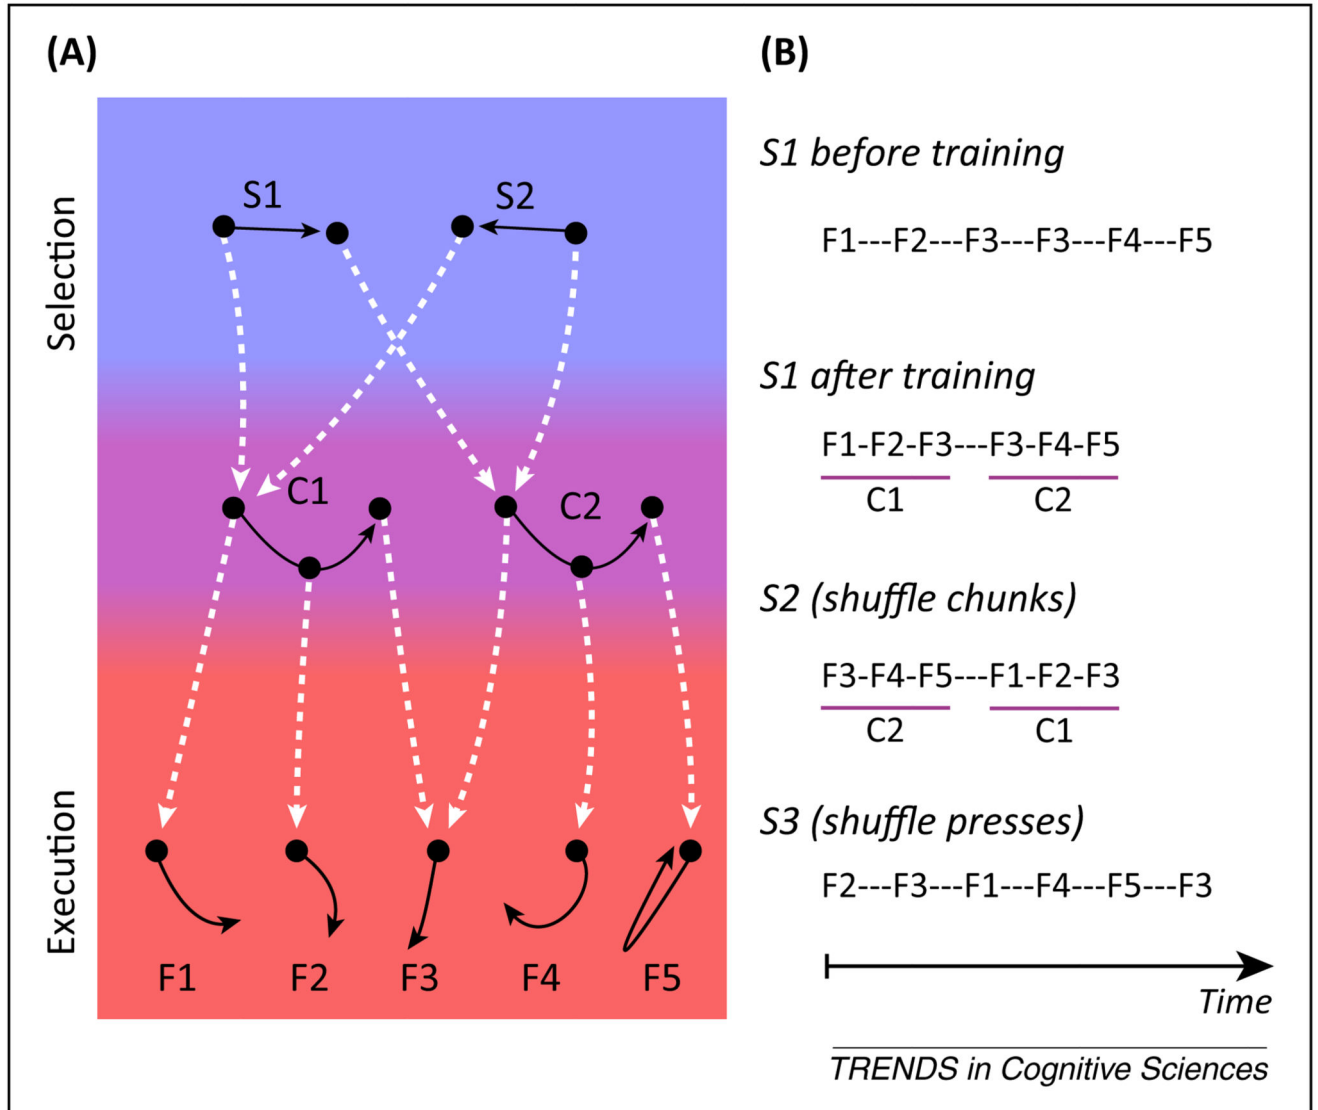 (A)
Selection
Execution
S1
S2
C1
C2
F1
F2
F3
F4
F5
(B)
S1 before training
F1---F2---F3---F3---F4---F5
S1 after training
F1-F2-F3---F3-F4-F5
C1
C2
S2 (shuffle chunks)
F3-F4-F5---F1-F2-F3
C2
C1
S3 (shuffle presses)
F2---F3---F1---F4---F5---F3
Time
TRENDS in Cognitive Sciences